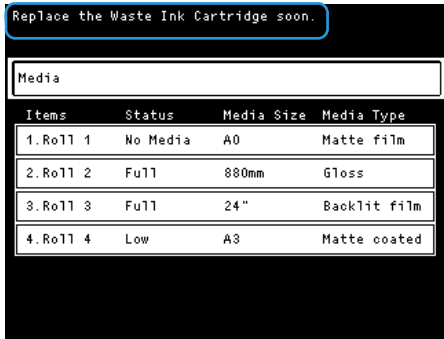 Replace the Waste Ink Cartridge soon.
Media
Items Status Media Size Media Type
1.Roll 1 No Media A0 Matte film
2.Roll 2 Full 880mm Gloss
3.Roll 3 Full 24" Backlit film
4.Roll 4 Low A3 Matte coated